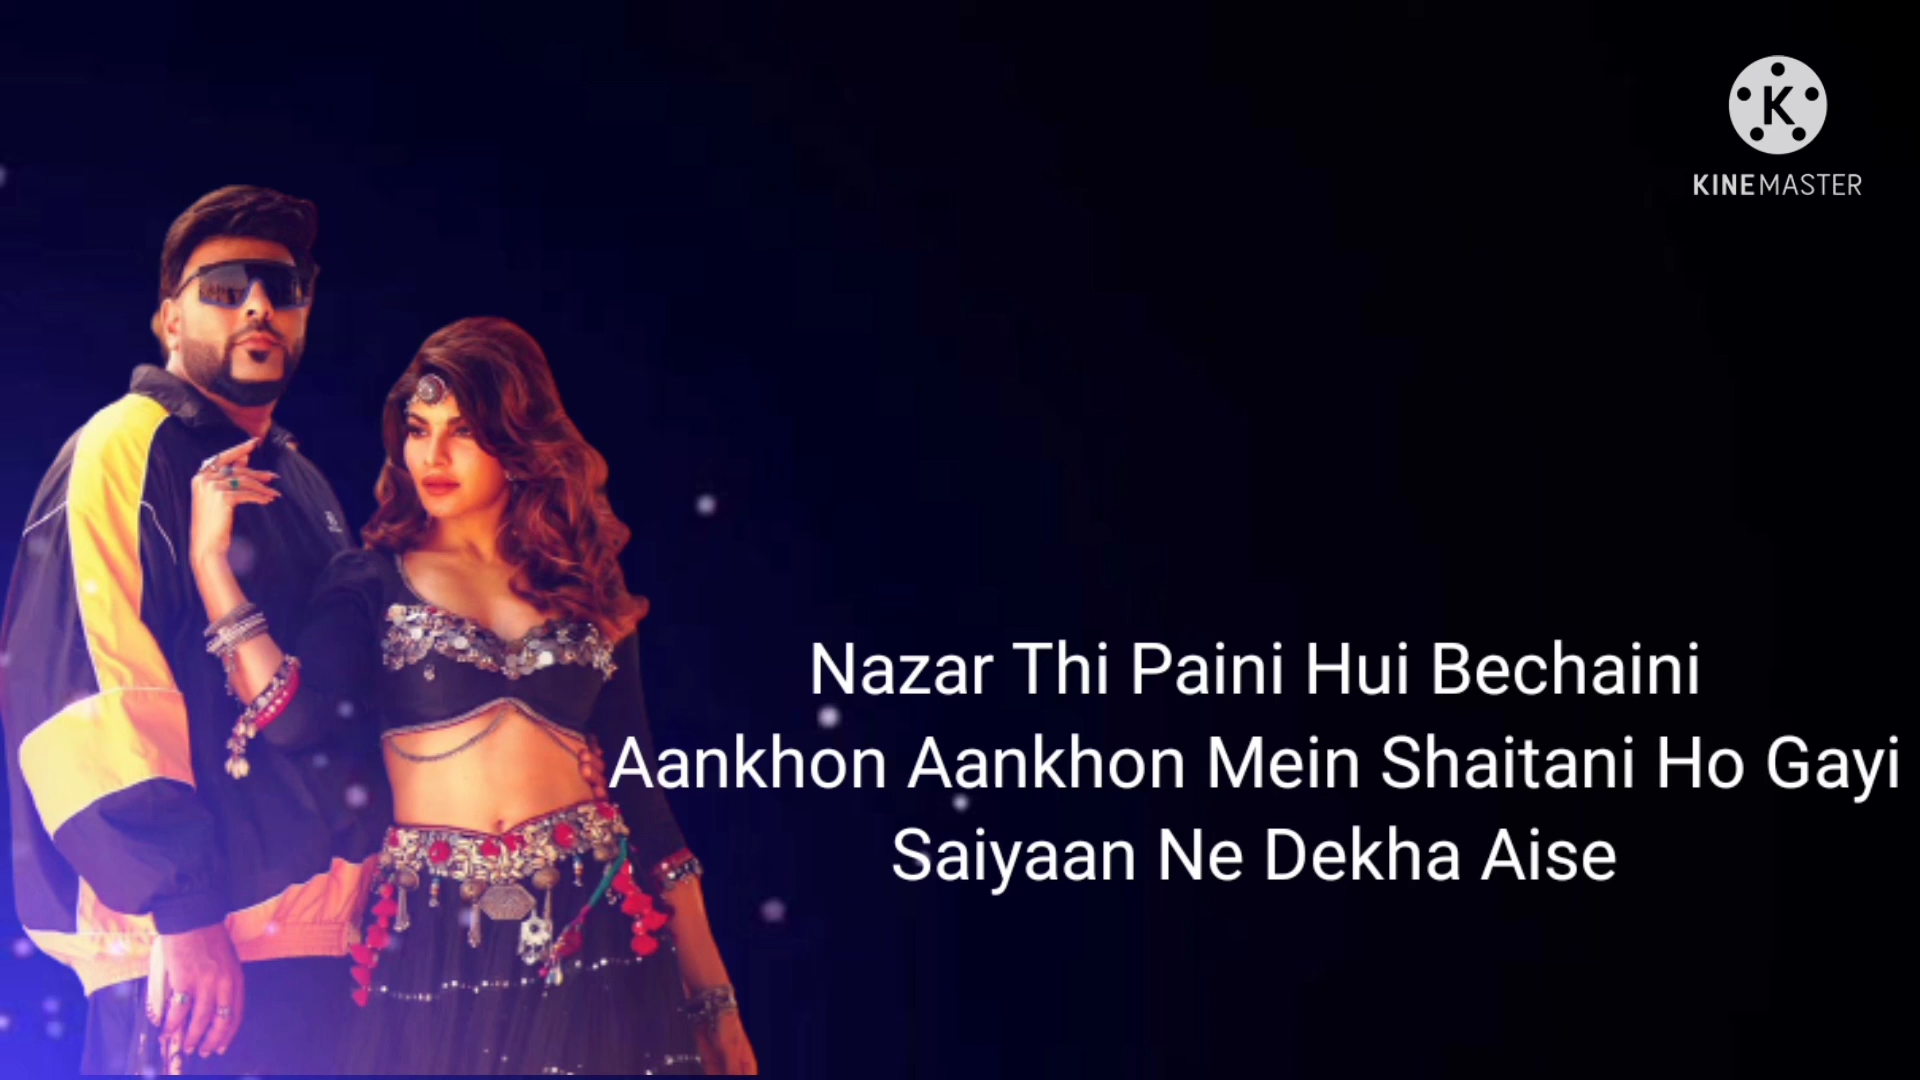 K
KINEMASTER
Nazar Thi Paini Hui Bechaini
Aankhon Aankhon Mein Shaitani Ho Gayi
Saiyaan Ne Dekha Aise